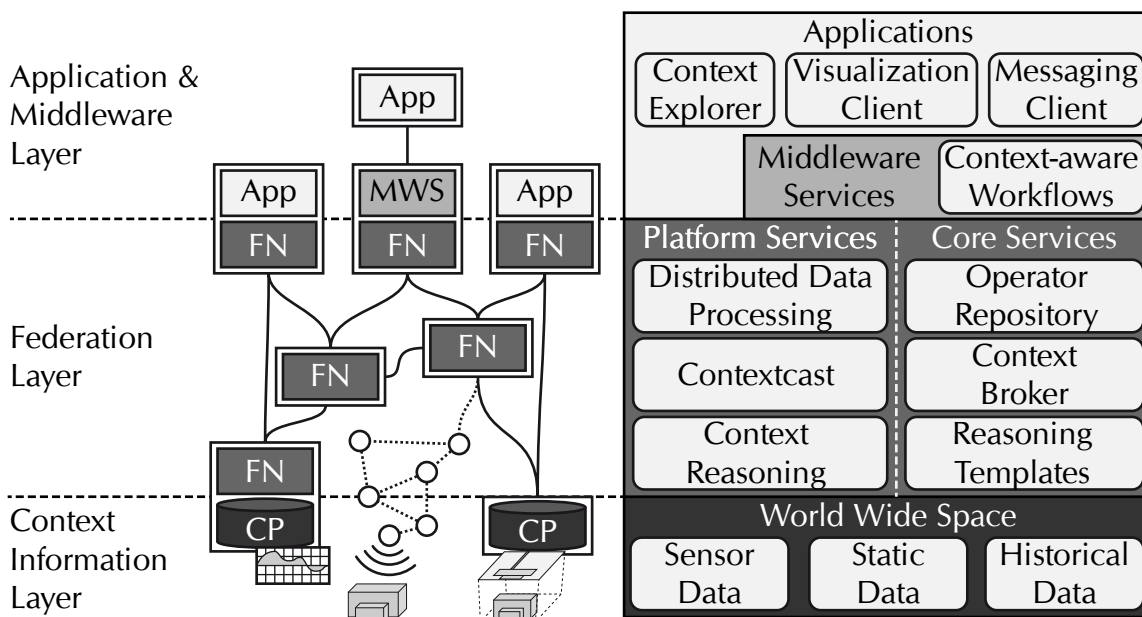 Application &
Middleware
Layer
App
App
MWS
App
FN
FN
FN
Federation
Layer
FN
FN
FN
Context
Information
Layer
CP
CP
Applications
Context
Explorer
Visualization
Client
Messaging
Client
Middleware
Services
Context-aware
Workflows
Platform Services
Core Services
Distributed Data
Processing
Operator
Repository
Contextcast
Context
Broker
Context
Reasoning
Reasoning
Templates
World Wide Space
Sensor
Data
Static
Data
Historical
Data